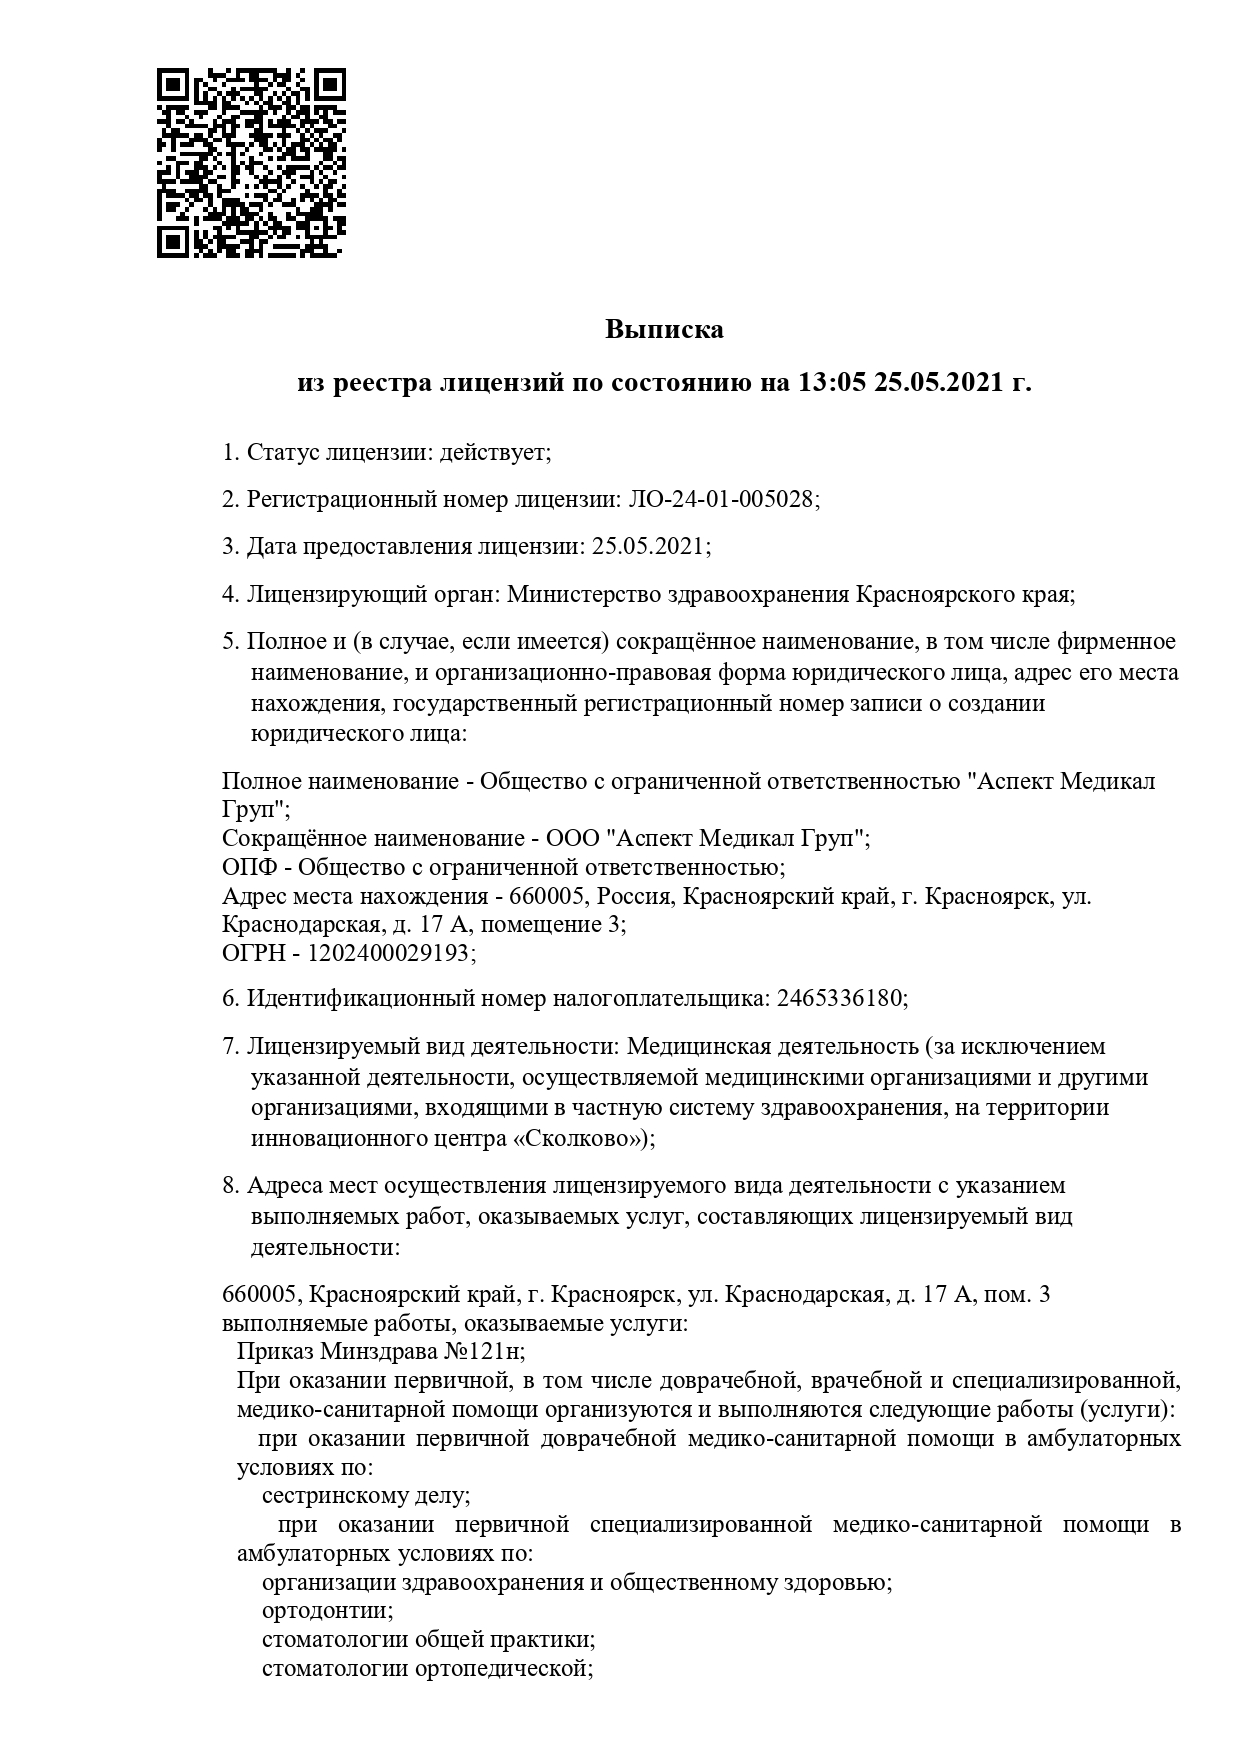 Выписка
из реестра лицензий по состоянию на 13:05 25.05.2021 г.
1. Статус лицензии: действует;
2. Регистрационный номер лицензии: ЛО-24-01-005028;
3. Дата предоставления лицензии: 25.05.2021;
4. Лицензирующий орган: Министерство здравоохранения Красноярского края;
5. Полное и (в случае, если имеется) сокращённое наименование, в том числе фирменное
наименование, и организационно-правовая форма юридического лица, адрес его места
нахождения, государственный регистрационный номер записи о создании
юридического лица:
Полное наименование - Общество с ограниченной ответственностью "Аспект Медикал
Груп";
Сокращённое наименование - ООО "Аспект Медикал Груп";
ОПФ - Общество с ограниченной ответственностью;
Адрес места нахождения - 660005, Россия, Красноярский край, г. Красноярск, ул.
Краснодарская, д. 17 А, помещение 3;
ОГРН - 1202400029193;
6. Идентификационный номер налогоплательщика: 2465336180;
7. Лицензируемый вид деятельности: Медицинская деятельность (за исключением
указанной деятельности, осуществляемой медицинскими организациями и другими
организациями, входящими в частную систему здравоохранения, на территории
инновационного центра «Сколково»);
8. Адреса мест осуществления лицензируемого вида деятельности с указанием
выполняемых работ, оказываемых услуг, составляющих лицензируемый вид
деятельности:
660005, Красноярский край, г. Красноярск, ул. Краснодарская, д. 17 А, пом. 3
выполняемые работы, оказываемые услуги:
Приказ Минздрава №121н;
При оказании первичной, в том числе доврачебной, врачебной и специализированной,
медико-санитарной помощи организуются и выполняются следующие работы (услуги):
при оказании первичной доврачебной медико-санитарной помощи в амбулаторных
условиях по:
сестринскому делу;
при оказании первичной специализированной медико-санитарной помощи в
амбулаторных условиях по:
организации здравоохранения и общественному здоровью;
ортодонтии;
стоматологии общей практики;
стоматологии ортопедической;